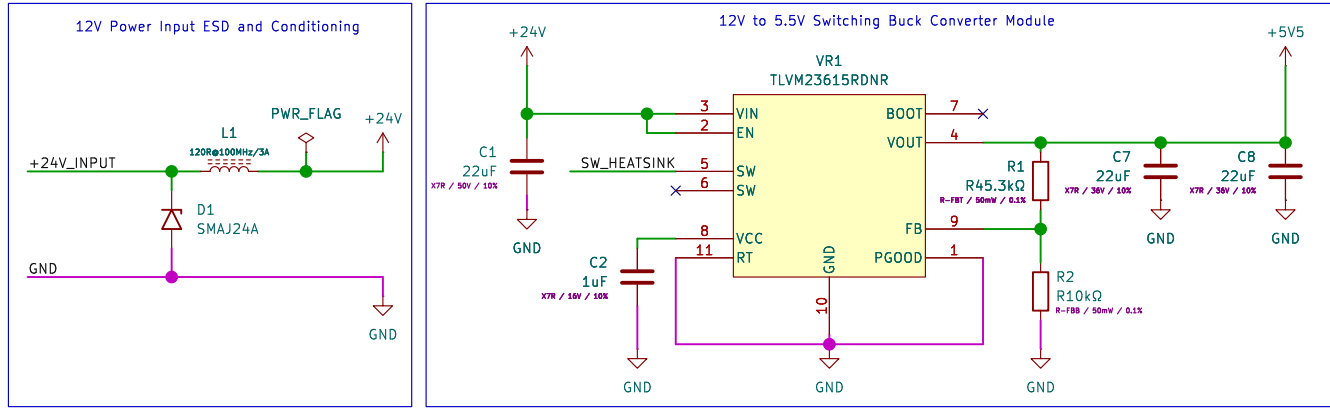 12V Power Input ESD and Conditioning
PWR_FLAG
+24V
L1
120R@100MHz/3A
+24V_INPUT
D1
SMAJ24A
GND
GND
12V to 5.5V Switching Buck Converter Module
+24V
+5V5
VR1
TLVM23615RDNR
3 VIN
2 EN
5 SW
6 SW
8 VCC
11 RT
BOOT 7
VOUT 4
FB 9
PGOOD 1
GND
10
C1
22uF
X7R / 50V / 10%
GND
SW_HEATSINK
C2
1uF
X7R / 16V / 10%
GND
GND
R1
R45.3kΩ
R-FBT / 50mW / 0.1%
R2
R10kΩ
R-FBB / 50mW / 0.1%
GND
C7
22uF
X7R / 36V / 10%
GND
C8
22uF
X7R / 36V / 10%
GND